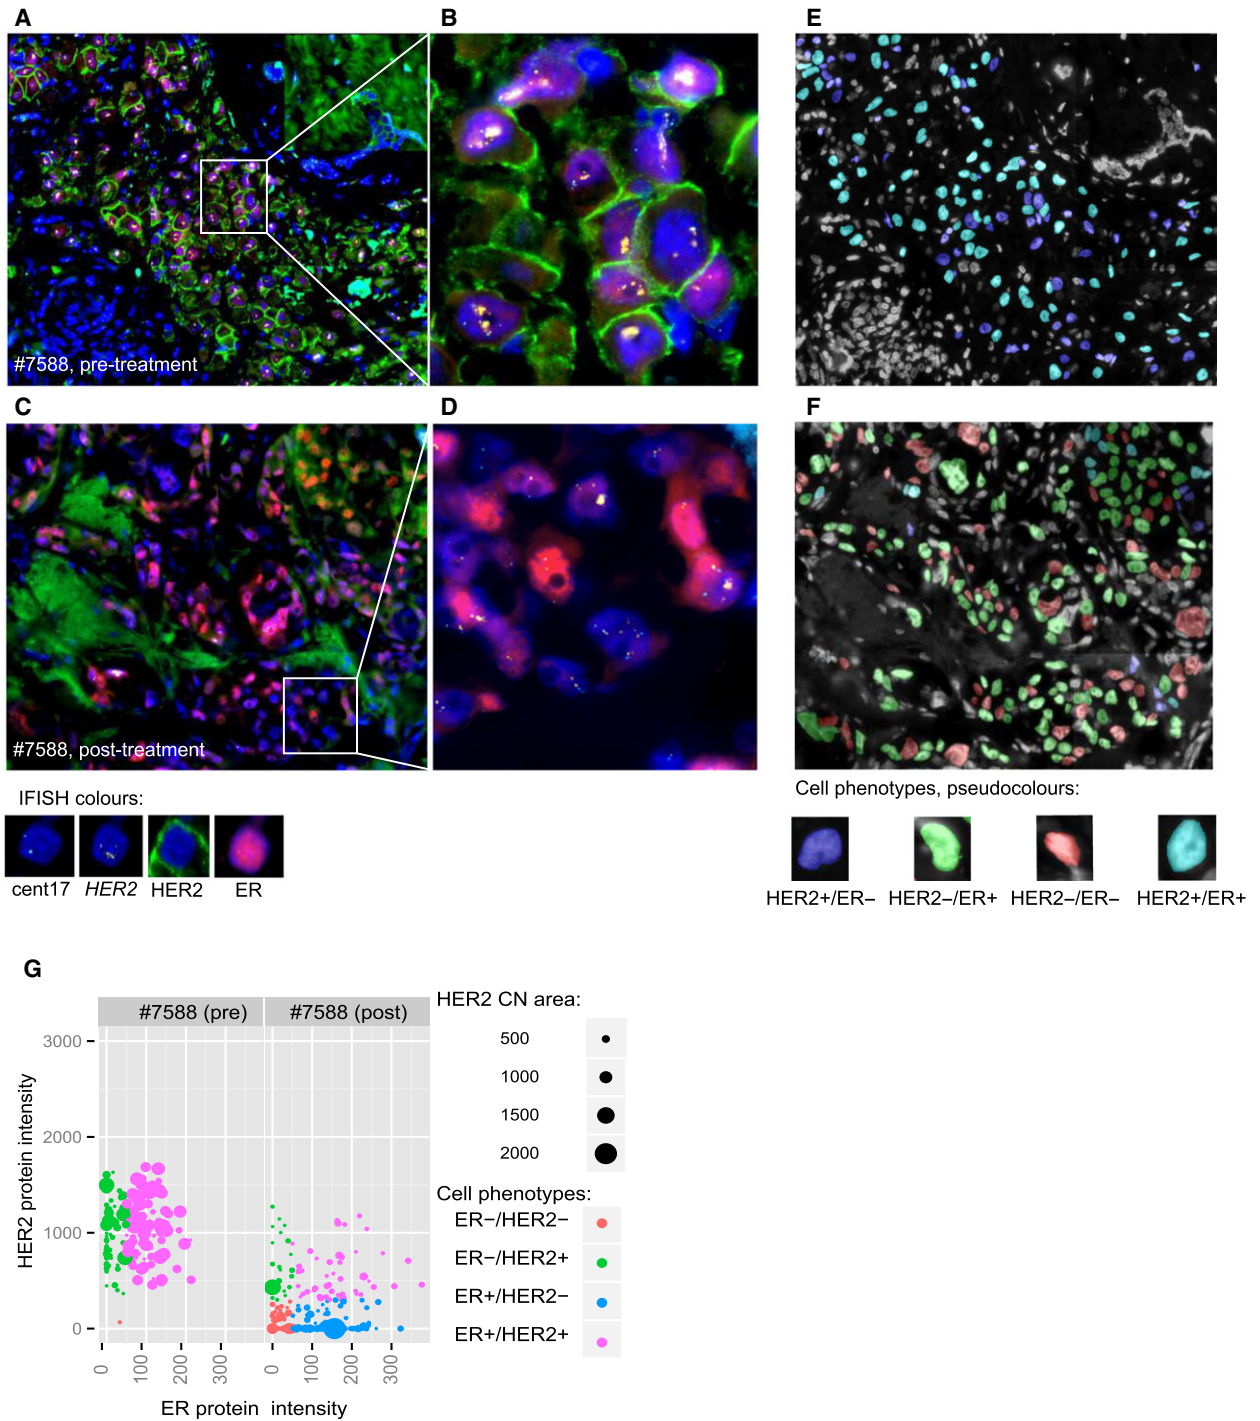 A
B
E
#7588, pre-treatment
C
D
F
#7588, post-treatment
IFISH colours:
cent17 HER2 HER2 ER
Cell phenotypes, pseudocolours:
HER2+/ER− HER2−/ER+ HER2−/ER− HER2+/ER+
G
#7588 (pre) #7588 (post)
HER2 protein intensity
3000
2000
1000
0
0 100 200 300 0 100 200 300
ER protein intensity
HER2 CN area:
500
1000
1500
2000
Cell phenotypes:
ER−/HER2−
ER−/HER2+
ER+/HER2−
ER+/HER2+